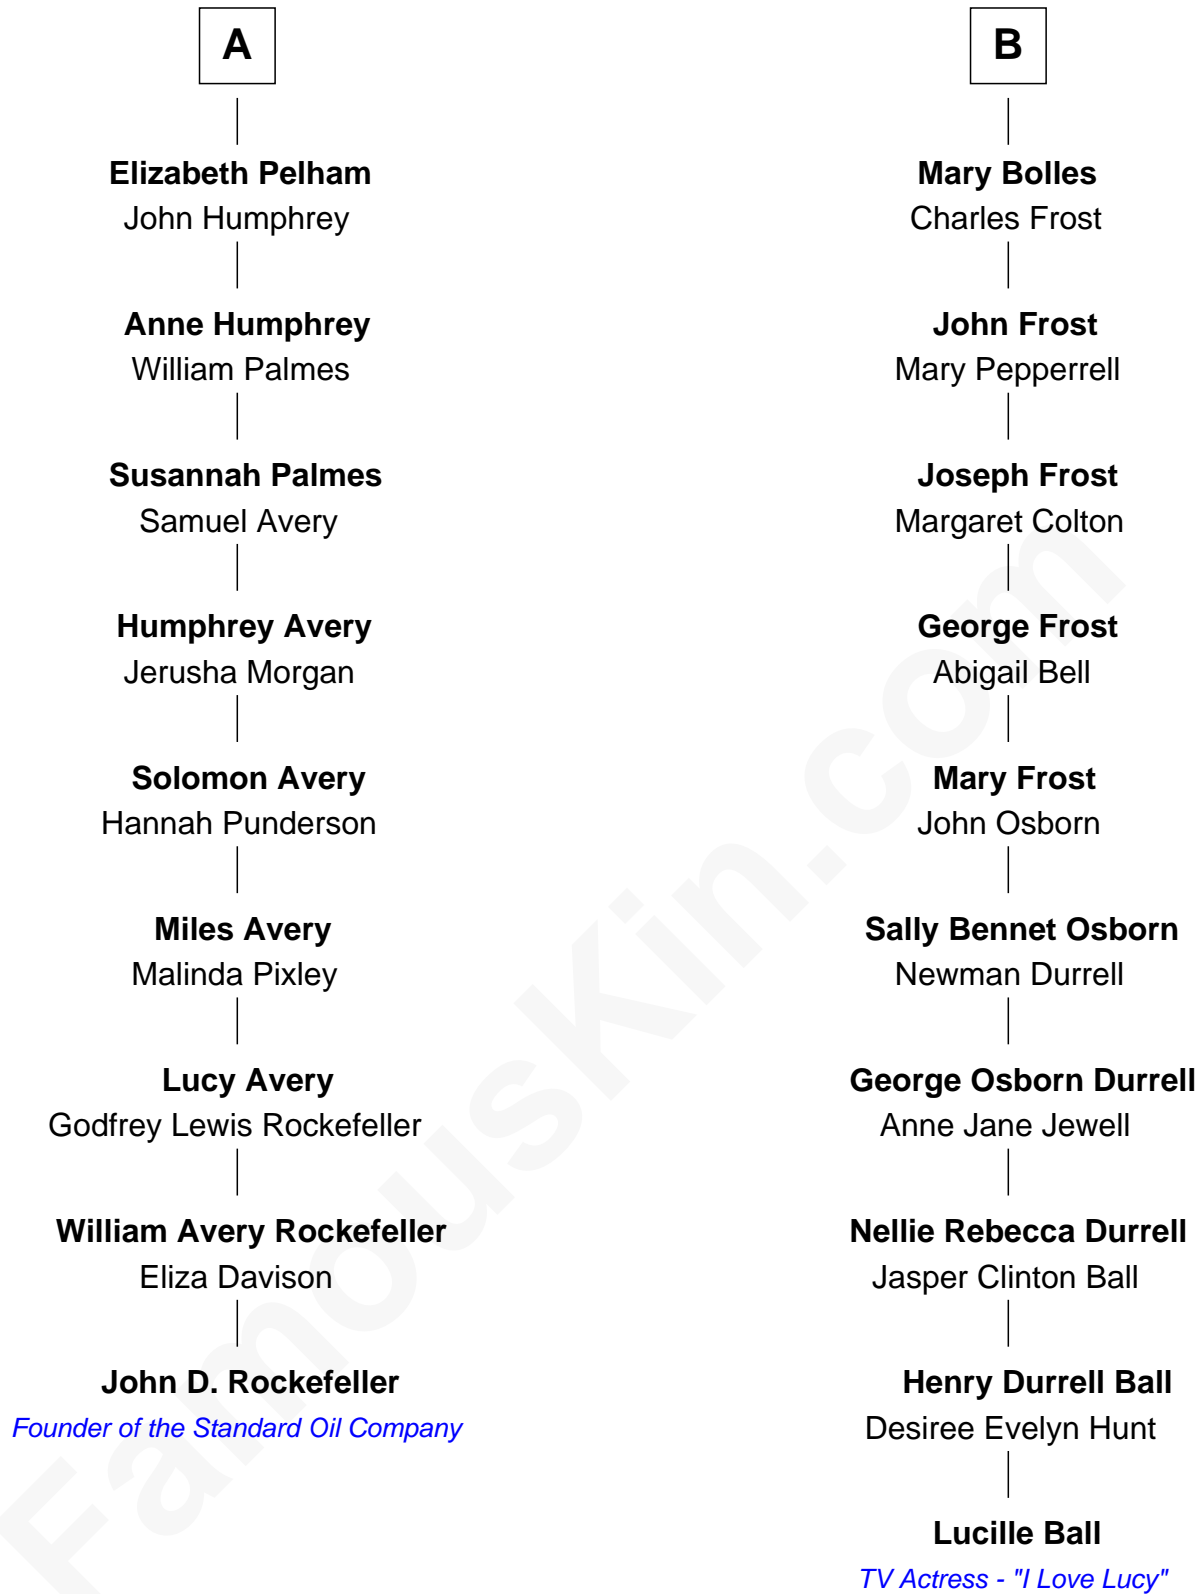 A
Elizabeth Pelham
John Humphrey
Anne Humphrey
William Palmes
Susannah Palmes
Samuel Avery
Humphrey Avery
Jerusha Morgan
Solomon Avery
Hannah Punderson
Miles Avery
Malinda Pixley
Lucy Avery
Godfrey Lewis Rockefeller
William Avery Rockefeller
Eliza Davison
John D. Rockefeller
Founder of the Standard Oil Company
B
Mary Bolles
Charles Frost
John Frost
Mary Pepperrell
Joseph Frost
Margaret Colton
George Frost
Abigail Bell
Mary Frost
John Osborn
Sally Bennet Osborn
Newman Durrell
George Osborn Durrell
Anne Jane Jewell
Nellie Rebecca Durrell
Jasper Clinton Ball
Henry Durrell Ball
Desiree Evelyn Hunt
Lucille Ball
TV Actress - "I Love Lucy"
FamousKin.com